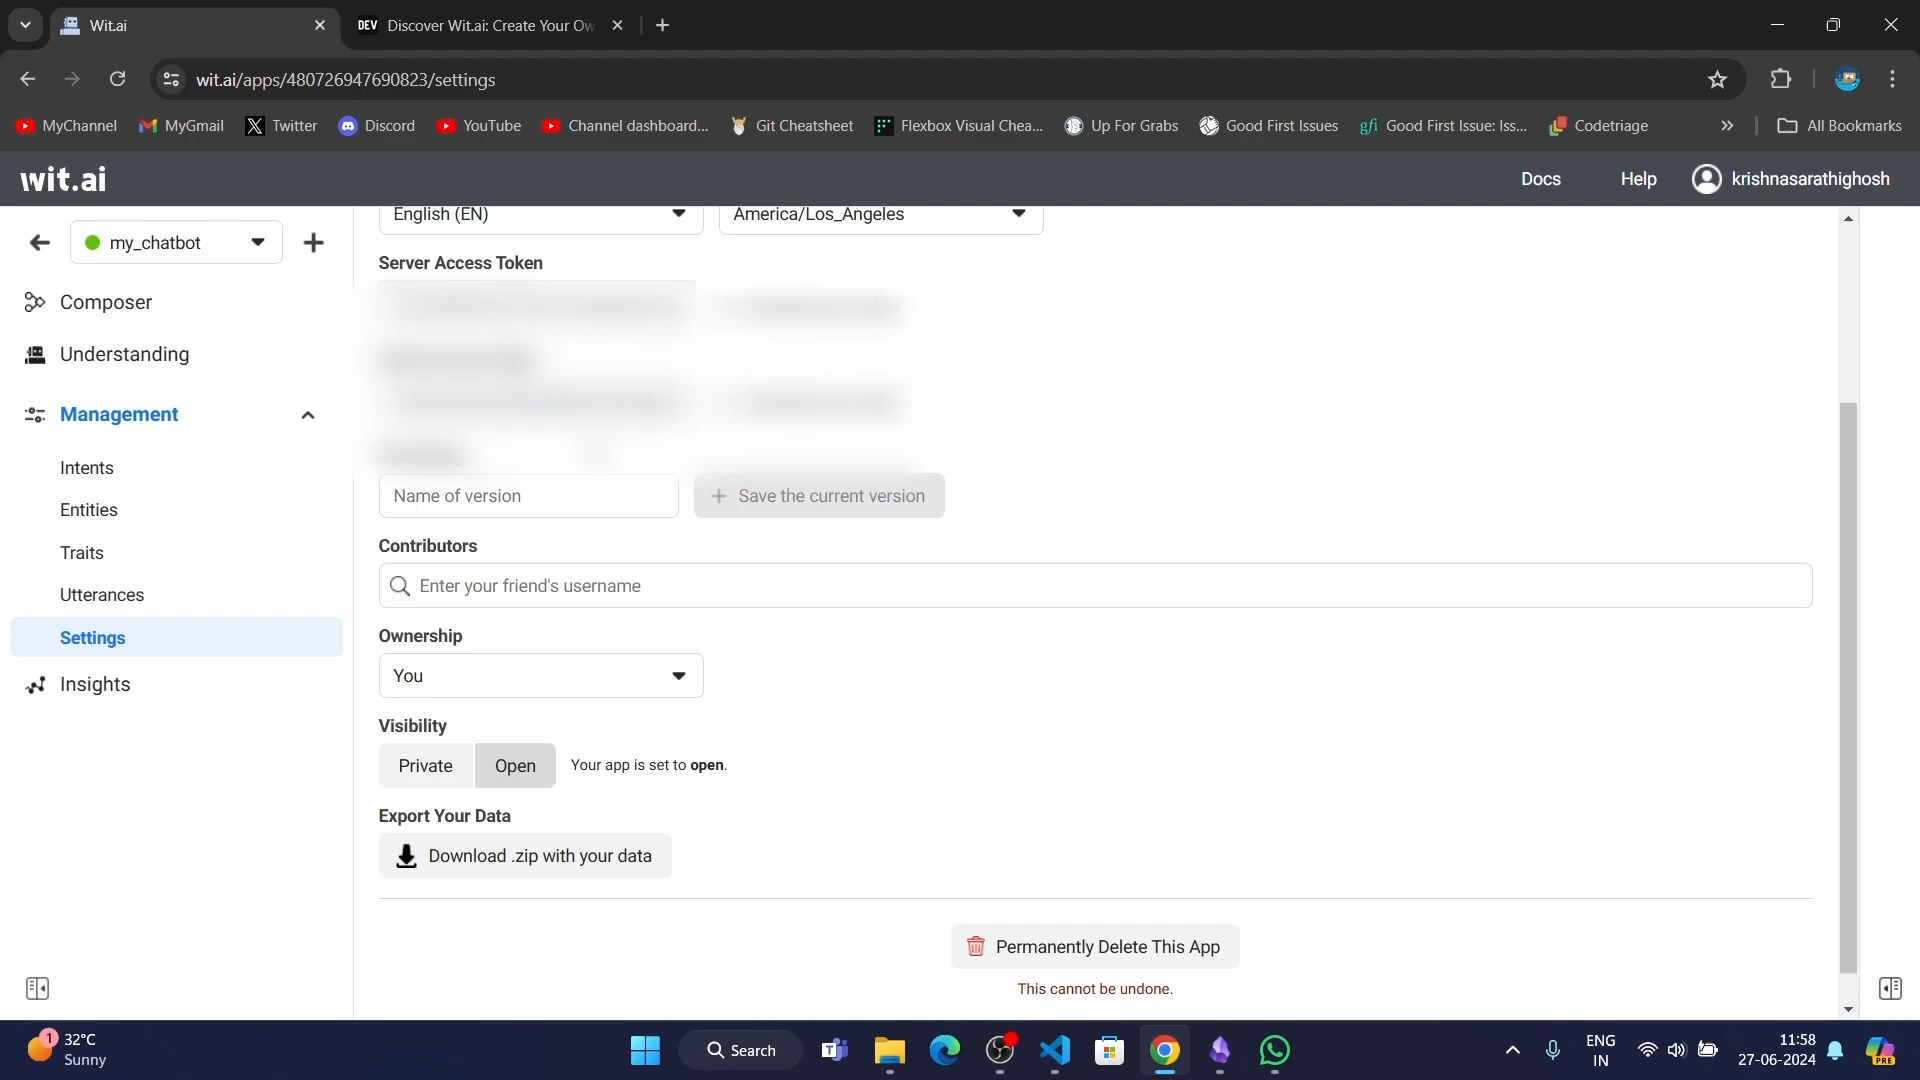 Wit.ai
DEV Discover Wit.ai: Create Your Ow
wit.ai/apps/480726947690823/settings
MyChannel MyGmail Twitter Discord YouTube Channel dashboard... Git Cheatsheet Flexbox Visual Chea... Up For Grabs Good First Issues gfi Good First Issue: Iss... Codetriage All Bookmarks
wit.ai Docs Help krishnasarathighosh
my_chatbot
Composer
Understanding
Management
Intents
Entities
Traits
Utterances
Settings
Insights
English (EN) America/Los_Angeles
Server Access Token
Name of version Save the current version
Contributors
Enter your friend's username
Ownership
You
Visibility
Private Open Your app is set to open.
Export Your Data
Download .zip with your data
Permanently Delete This App
This cannot be undone.
1 32°C
Sunny
Search
ENG
IN
11:58
27-06-2024
PRE